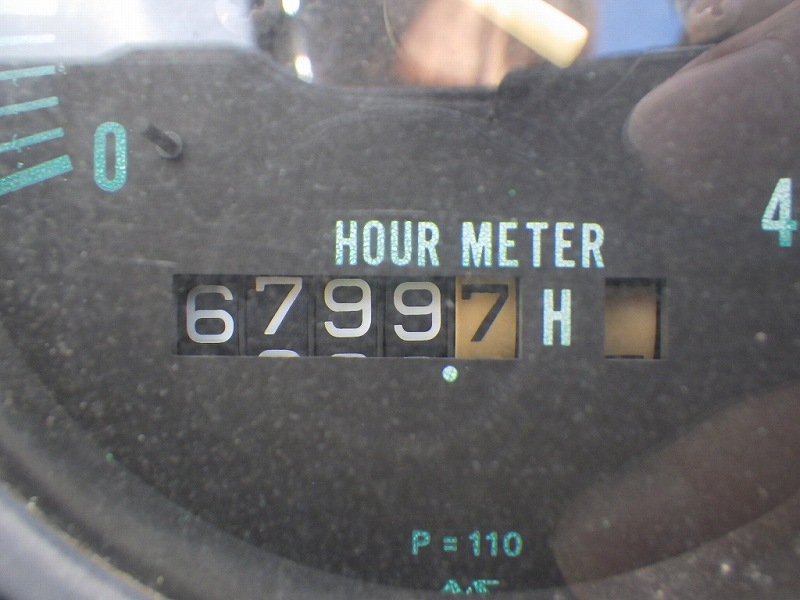 0
4
HOUR METER
67997 H
P = 110